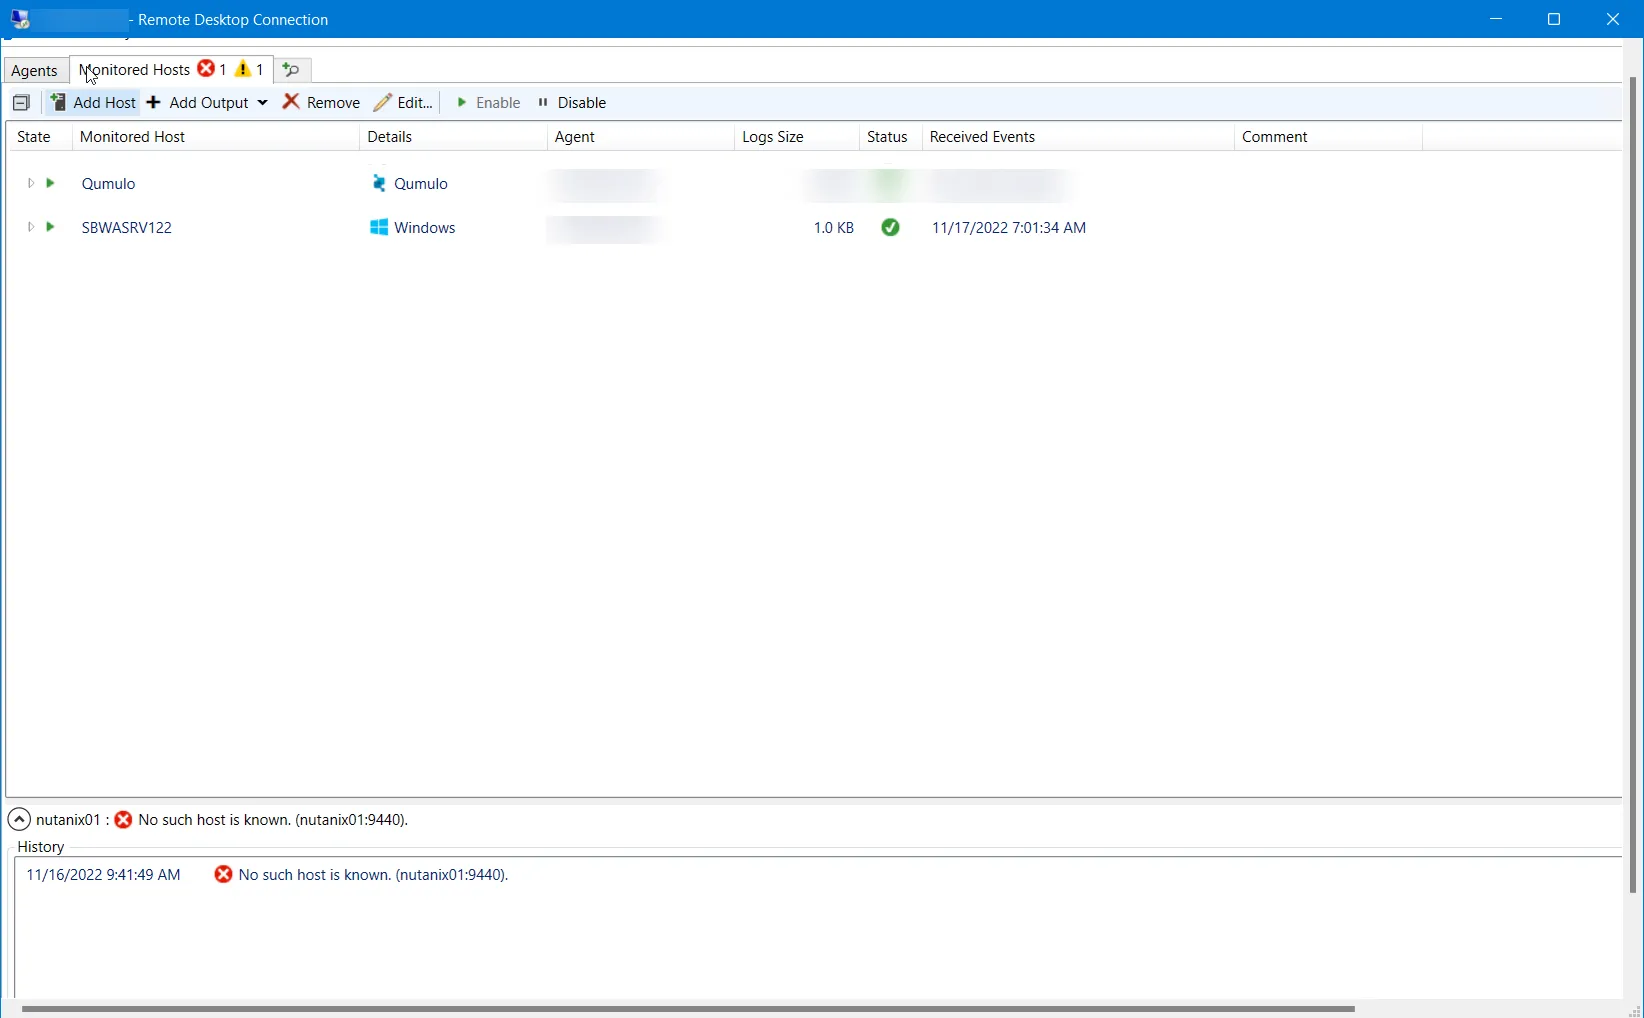 - Remote Desktop Connection
Agents Monitored Hosts 1 1
Add Host Add Output Remove Edit... Enable Disable
State Monitored Host Details Agent Logs Size Status Received Events Comment
Qumulo Qumulo
SBWASRV122 Windows 1.0 KB 11/17/2022 7:01:34 AM
nutanix01 : No such host is known. (nutanix01:9440).
History
11/16/2022 9:41:49 AM No such host is known. (nutanix01:9440).